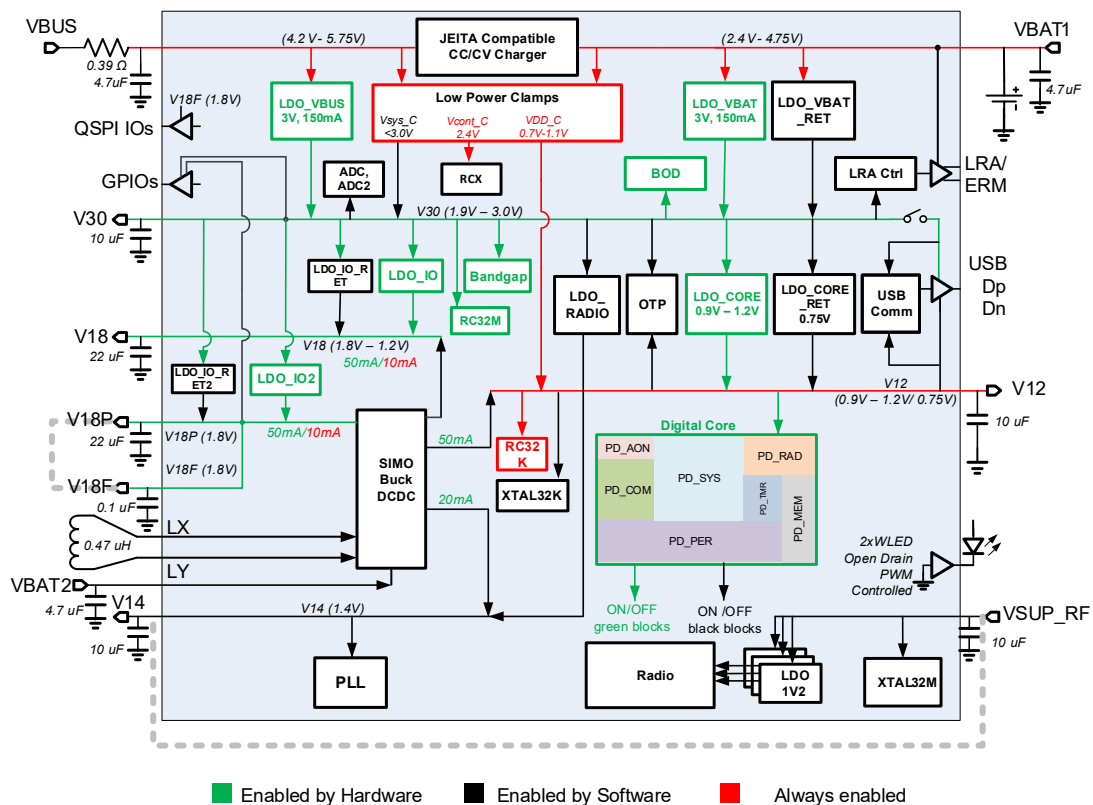 VBUS
(4.2 V- 5.75V)
JEITA Compatible
CC/CV Charger
(2.4 V- 4.75V)
VBAT1
0.39 Ω
4.7uF
4.7uF
V18F (1.8V)
QSPI IOs
LDO_VBUS
3V, 150mA
Low Power Clamps
Vsys_C
<3.0V
Vcont_C
2.4V
VDD_C
0.7V-1.1V
LDO_VBAT
3V, 150mA
LDO_VBAT
_RET
GPIOs
ADC,
ADC2
RCX
BOD
LRA Ctrl
LRA/
ERM
V30
10 uF
V30 (1.9V – 3.0V)
LDO_IO_R
ET
LDO_IO
Bandgap
RC32M
LDO_
RADIO
OTP
LDO_CORE
0.9V – 1.2V
LDO_CORE
_RET
0.75V
USB
Comm
USB
Dp
Dn
V18
22 uF
V18 (1.8V – 1.2V)
50mA/10mA
LDO_IO_R
ET2
LDO_IO2
V12
(0.9V – 1.2V/ 0.75V)
V12
10 uF
V18P
22 uF
V18P (1.8V)
50mA/10mA
SIMO
Buck
DCDC
50mA
20mA
RC32
K
XTAL32K
Digital Core
PD_AON
PD_COM
PD_SYS
PD_RAD
PD_TMR
PD_MEM
PD_PER
V18F (1.8V)
V18F
0.1 uF
LX
0.47 uH
LY
VBAT2
4.7 uF
2xWLED
Open Drain
PWM
Controlled
V14
10 uF
V14 (1.4V)
ON/OFF
green blocks
ON /OFF
black blocks
VSUP_RF
10 uF
PLL
Radio
LDO
1V2
XTAL32M
Enabled by Hardware
Enabled by Software
Always enabled